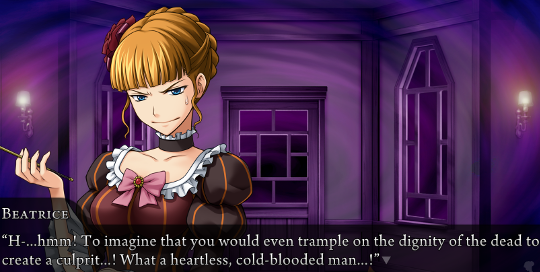 Beatrice
“H-...hmm! To imagine that you would even trample on the dignity of the dead to
create a culprit...! What a heartless, cold-blooded man...!”